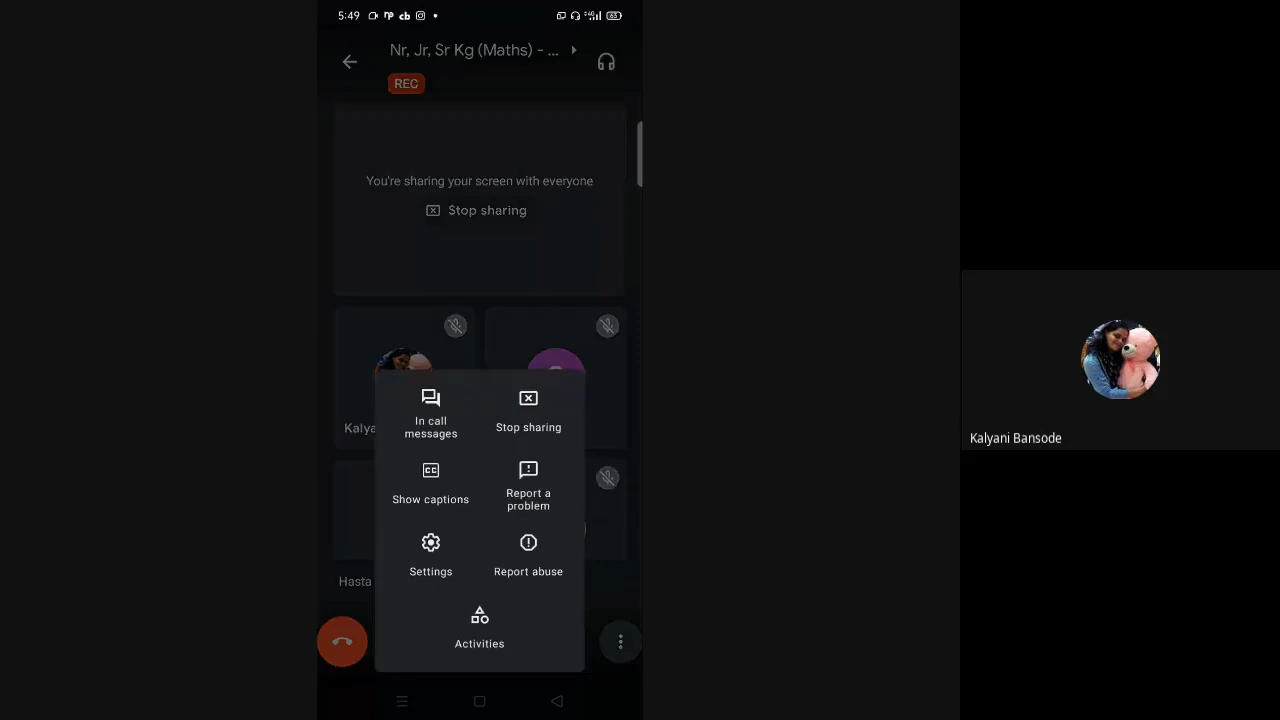 5:49
Nr, Jr, Sr Kg (Maths) - ...
REC
You're sharing your screen with everyone
Stop sharing
In call
messages
Stop sharing
Kalya
Show captions
Report a
problem
Settings
Report abuse
Hasta
Activities
Kalyani Bansode